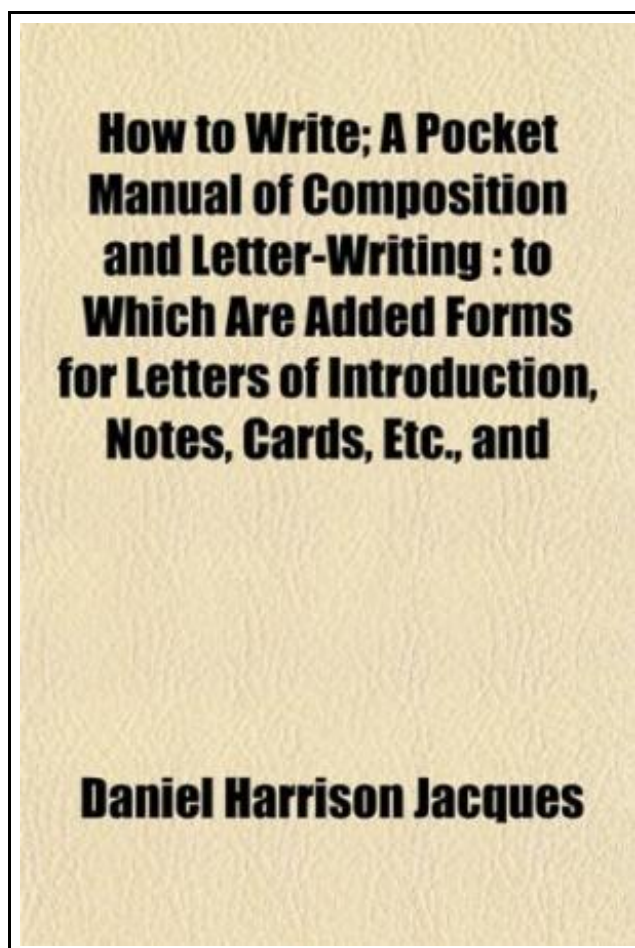 How to Write; A Pocket
Manual of Composition
and Letter-Writing : to
Which Are Added Forms
for Letters of Introduction,
Notes, Cards, Etc., and
Daniel Harrison Jacques